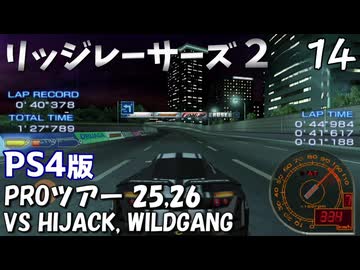 リッジレーサーズ２　14
LAP RECORD
0'40"378
TOTAL TIME
1'27"789
LAP TIME
0'44"984
0'41"617
0'01"188
PS4版
PROツアー 25,26
VS HIJACK, WILDGANG
334